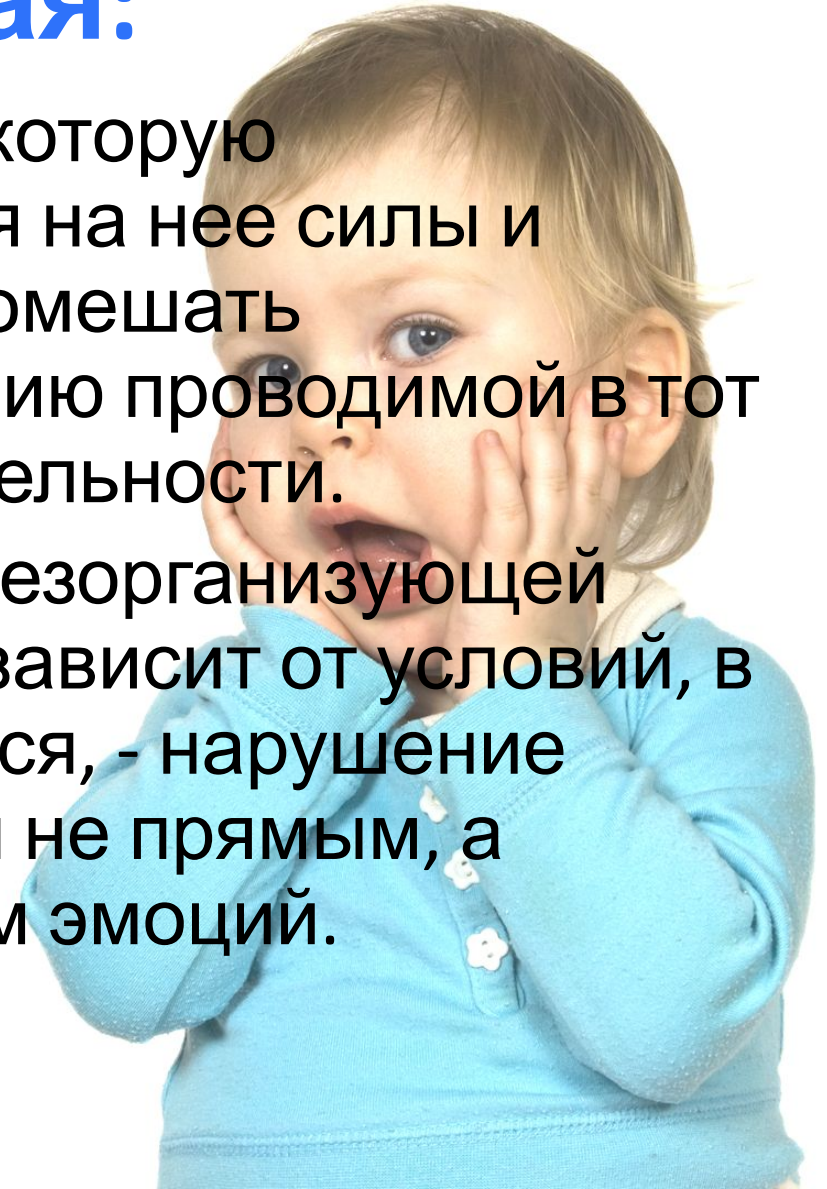 ая:
которую
я на нее силы и
омешать
ию проводимой в тот
ельности.
езорганизующей
зависит от условий, в
ся, - нарушение
не прямым, а
м эмоций.